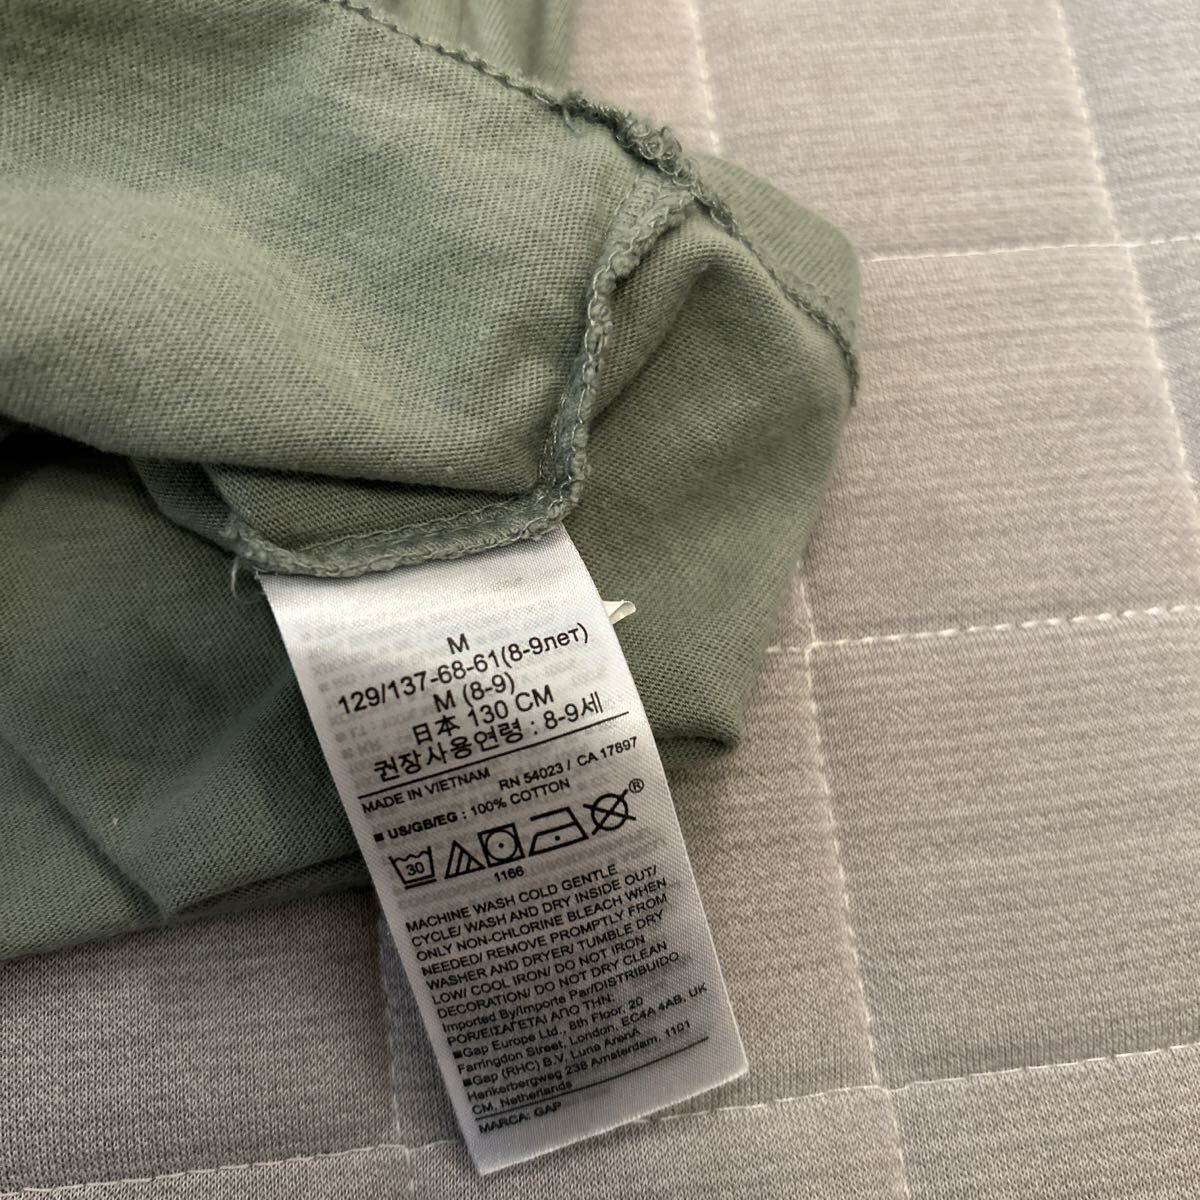 M
129/137-68-61(8-9лет)
M (8-9)
日本 130 CM
권장사용연령 : 8-9세
MADE IN VIETNAM RN 54023 / CA 17897
■ US/GB/EG : 100% COTTON
30
®
1166
MACHINE WASH COLD GENTLE
CYCLE/ WASH AND DRY INSIDE OUT/
ONLY NON-CHLORINE BLEACH WHEN
NEEDED/ REMOVE PROMPTLY FROM
WASHER AND DRYER/ TUMBLE DRY
LOW/ COOL IRON/ DO NOT IRON
DECORATION/ DO NOT DRY CLEAN
Imported By/Importe Par/DISTRIBUIDO
POR/ΕΙΣΑΓΕΤΑΙ ΑΠΟ ΤΗΝ:
■Gap Europe Ltd., 8th Floor, 20
Farringdon Street, London, EC4A 4AB, UK
■Gap (RHC) B.V, Luna ArenA
Herikerbergweg 238 Amsterdam, 1101
CM, Netherlands
MARCA: GAP